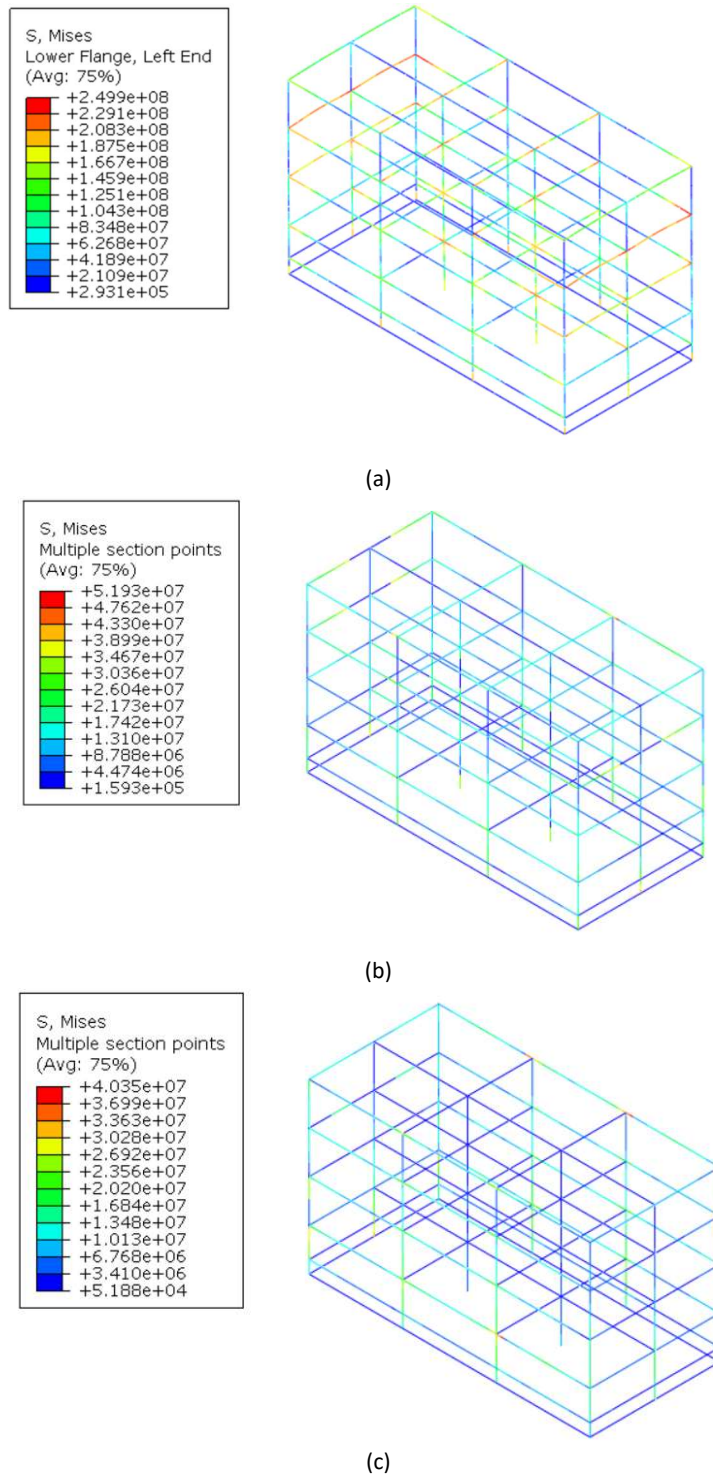 S, Mises
Lower Flange, Left End
(Avg: 75%)
+2.499e+08
+2.291e+08
+2.083e+08
+1.875e+08
+1.667e+08
+1.459e+08
+1.251e+08
+1.043e+08
+8.348e+07
+6.268e+07
+4.189e+07
+2.109e+07
+2.931e+05
(a)
S, Mises
Multiple section points
(Avg: 75%)
+5.193e+07
+4.762e+07
+4.330e+07
+3.899e+07
+3.467e+07
+3.036e+07
+2.604e+07
+2.173e+07
+1.742e+07
+1.310e+07
+8.788e+06
+4.474e+06
+1.593e+05
(b)
S, Mises
Multiple section points
(Avg: 75%)
+4.035e+07
+3.699e+07
+3.363e+07
+3.028e+07
+2.692e+07
+2.356e+07
+2.020e+07
+1.684e+07
+1.348e+07
+1.013e+07
+6.768e+06
+3.410e+06
+5.188e+04
(c)